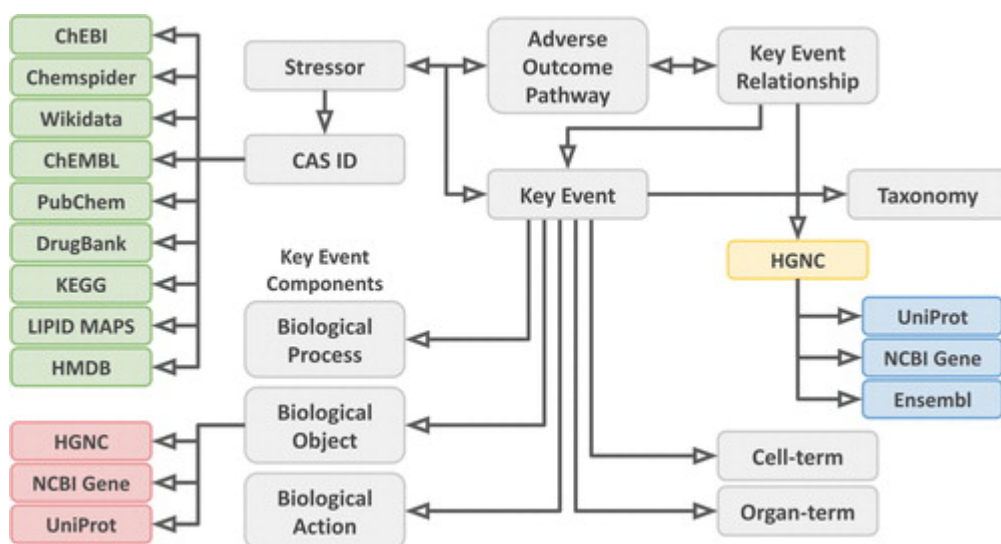 ChEBI
Chemspider
Wikidata
ChEMBL
PubChem
DrugBank
KEGG
LIPID MAPS
HMDB
HGNC
NCBI Gene
UniProt
Stressor
CAS ID
Key Event
Components
Biological
Process
Biological
Object
Biological
Action
Adverse
Outcome
Pathway
Key Event
Key Event
Relationship
Taxonomy
HGNC
UniProt
NCBI Gene
Ensembl
Cell-term
Organ-term